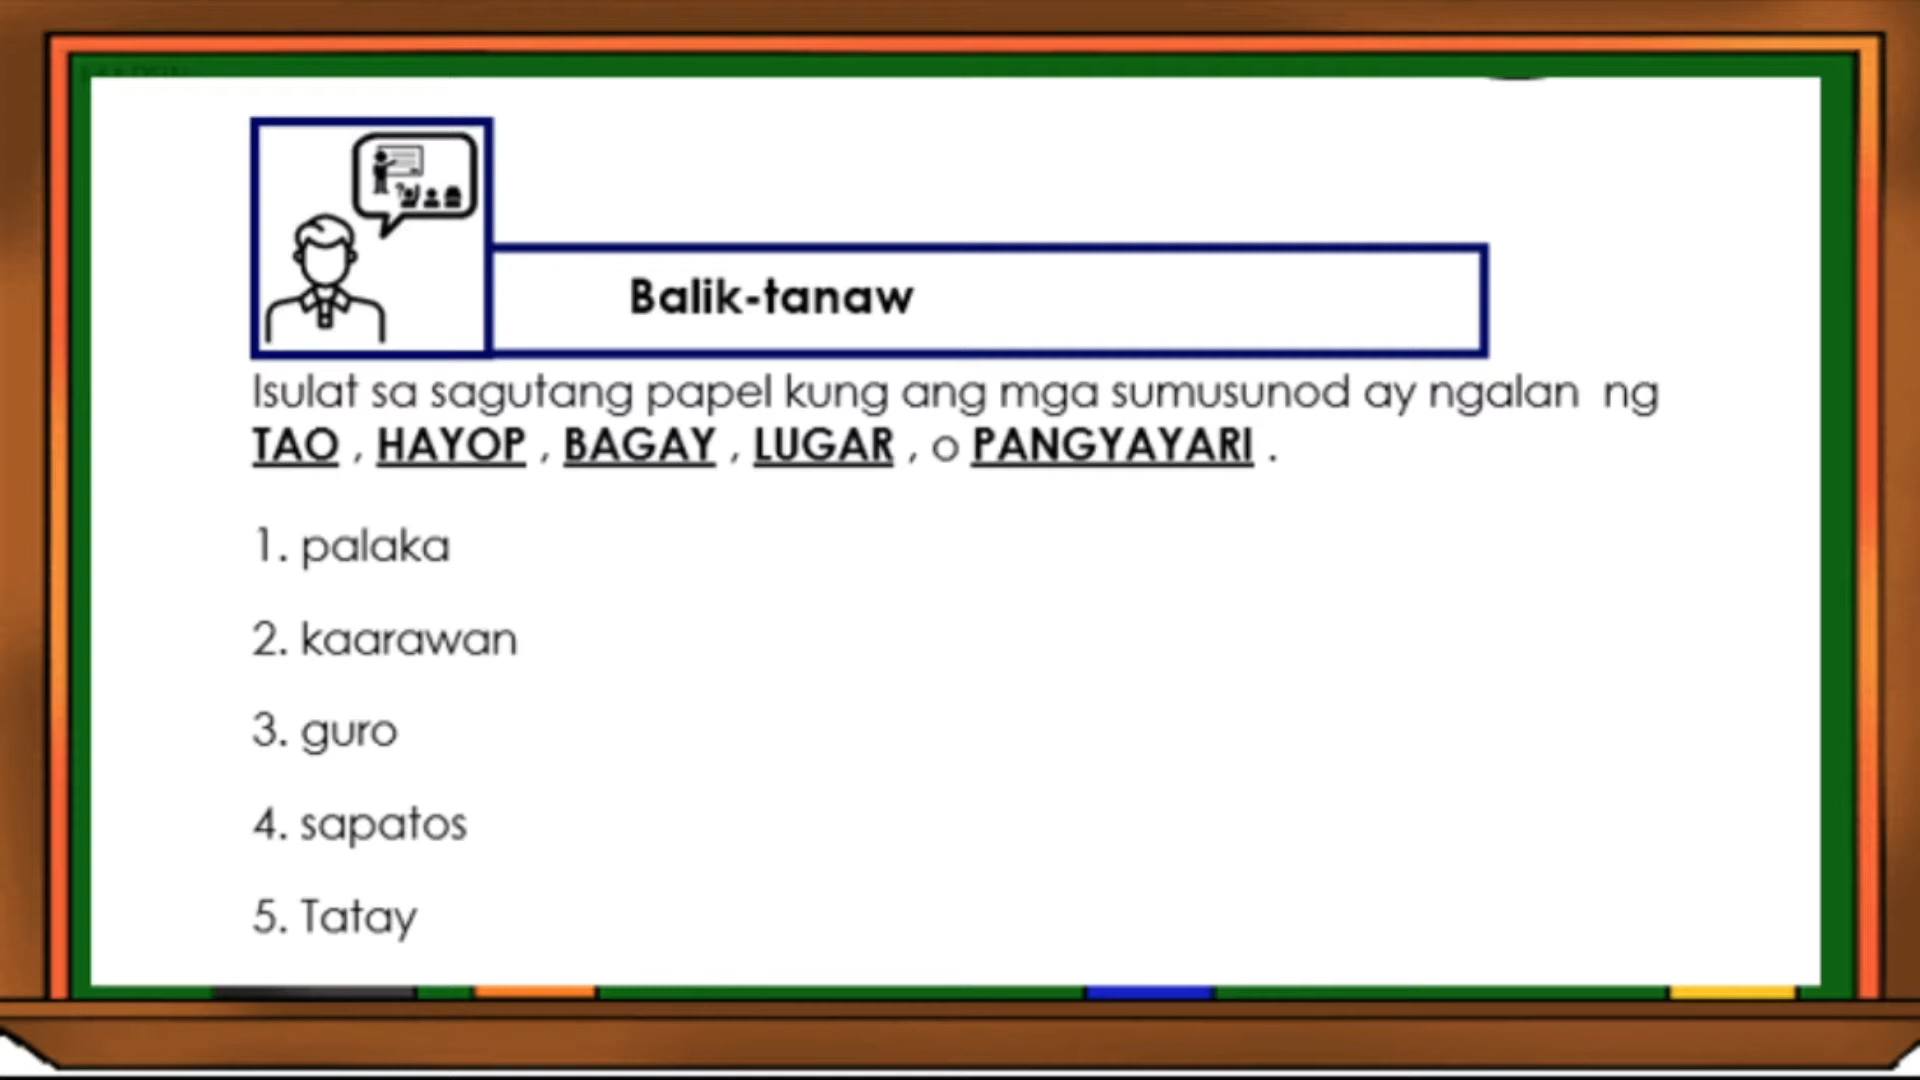 Balik-tanaw
Isulat sa sagutang papel kung ang mga sumusunod ay ngalan ng
TAO , HAYOP , BAGAY , LUGAR , o PANGYAYARI .
1. palaka
2. kaarawan
3. guro
4. sapatos
5. Tatay